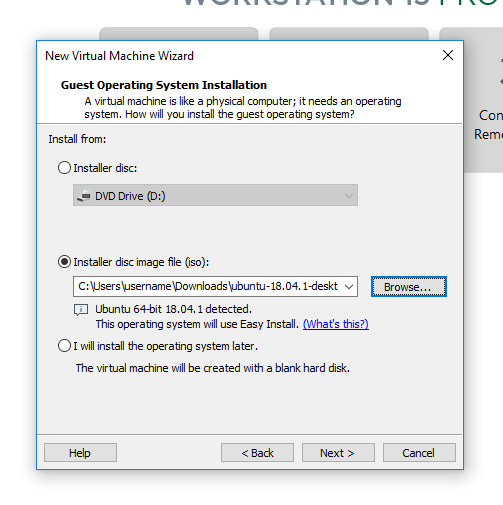 WORKSTATION 15 PRO
New Virtual Machine Wizard
Guest Operating System Installation
A virtual machine is like a physical computer; it needs an operating
system. How will you install the guest operating system?
Install from:
Installer disc:
DVD Drive (D:)
Installer disc image file (iso):
C:\Users\username\Downloads\ubuntu-18.04.1-deskt
Browse...
Ubuntu 64-bit 18.04.1 detected.
This operating system will use Easy Install. (What's this?)
I will install the operating system later.
The virtual machine will be created with a blank hard disk.
Help
< Back
Next >
Cancel
Con
Rem